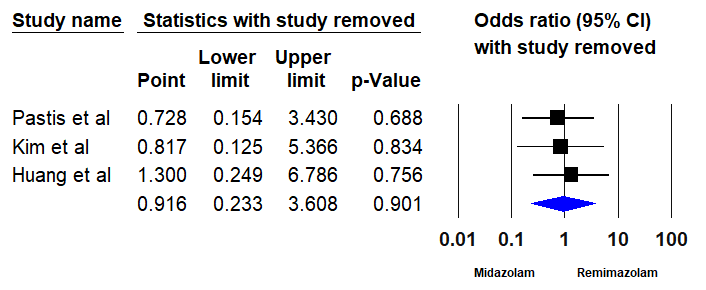 Study name Statistics with study removed Odds ratio (95% CI)
with study removed
Lower Upper
Point limit limit p-Value
Pastis et al 0.728 0.154 3.430 0.688
Kim et al 0.817 0.125 5.366 0.834
Huang et al 1.300 0.249 6.786 0.756
0.916 0.233 3.608 0.901
0.01 0.1 1 10 100
Midazolam Remimazolam